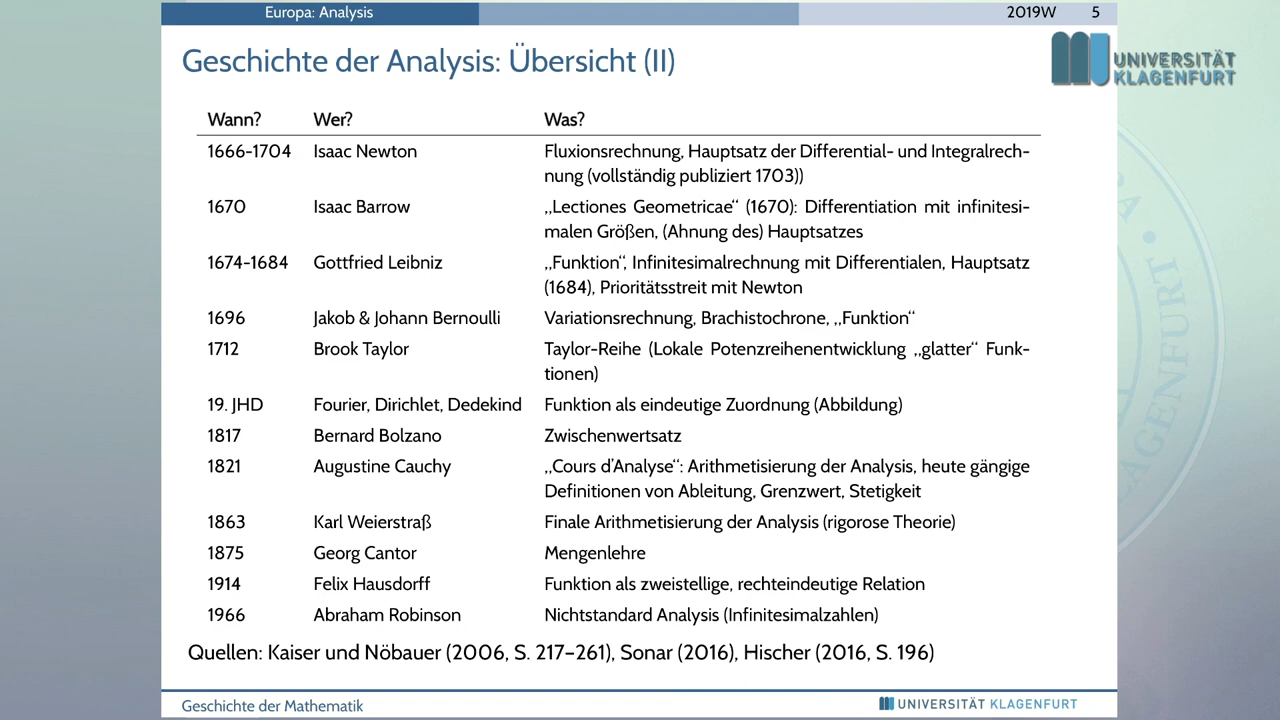 Europa: Analysis 2019W 5
Geschichte der Analysis: Übersicht (II)
UNIVERSITÄT
KLAGENFURT
Wann? Wer? Was?
1666-1704 Isaac Newton Fluxionsrechnung, Hauptsatz der Differential- und Integralrech-
nung (vollständig publiziert 1703))
1670 Isaac Barrow „Lectiones Geometricae“ (1670): Differentiation mit infinitesi-
malen Größen, (Ahnung des) Hauptsatzes
1674-1684 Gottfried Leibniz „Funktion“, Infinitesimalrechnung mit Differentialen, Hauptsatz
(1684), Prioritätsstreit mit Newton
1696 Jakob & Johann Bernoulli Variationsrechnung, Brachistochrone, „Funktion“
1712 Brook Taylor Taylor-Reihe (Lokale Potenzreihenentwicklung „glatter“ Funk-
tionen)
19. JHD Fourier, Dirichlet, Dedekind Funktion als eindeutige Zuordnung (Abbildung)
1817 Bernard Bolzano Zwischenwertsatz
1821 Augustine Cauchy „Cours d'Analyse“: Arithmetisierung der Analysis, heute gängige
Definitionen von Ableitung, Grenzwert, Stetigkeit
1863 Karl Weierstraß Finale Arithmetisierung der Analysis (rigorose Theorie)
1875 Georg Cantor Mengenlehre
1914 Felix Hausdorff Funktion als zweistellige, rechteindeutige Relation
1966 Abraham Robinson Nichtstandard Analysis (Infinitesimalzahlen)
Quellen: Kaiser und Nöbauer (2006, S. 217–261), Sonar (2016), Hischer (2016, S. 196)
Geschichte der Mathematik UNIVERSITÄT KLAGENFURT
KLAGENFURT